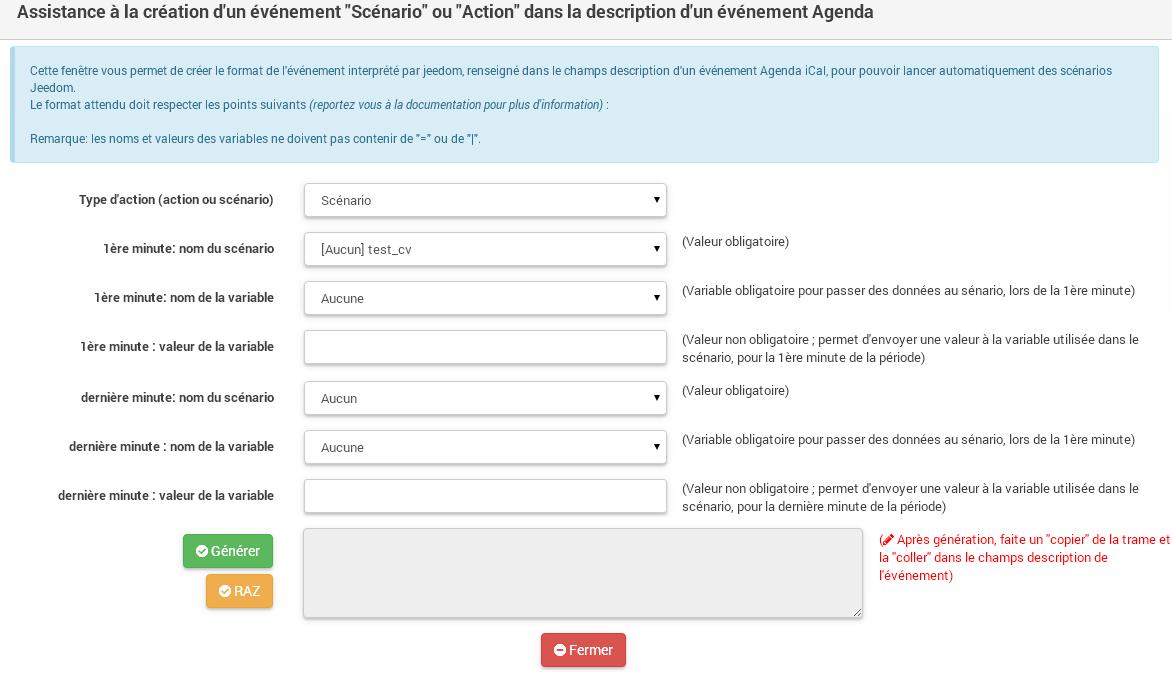 Assistance à la création d'un événement "Scénario" ou "Action" dans la description d'un événement Agenda
Cette fenêtre vous permet de créer le format de l'événement interprété par jeedom, renseigné dans le champs description d'un événement Agenda iCal, pour pouvoir lancer automatiquement des scénarios
Jeedom.
Le format attendu doit respecter les points suivants (reportez vous à la documentation pour plus d'information) :
Remarque: les noms et valeurs des variables ne doivent pas contenir de "=" ou de "|".
Type d'action (action ou scénario)
Scénario
1ère minute: nom du scénario
[Aucun] test_cv
(Valeur obligatoire)
1ère minute: nom de la variable
Aucune
(Variable obligatoire pour passer des données au sénario, lors de la 1ère minute)
1ère minute : valeur de la variable
(Valeur non obligatoire ; permet d'envoyer une valeur à la variable utilisée dans le
scénario, pour la 1ère minute de la période)
dernière minute: nom du scénario
Aucun
(Valeur obligatoire)
dernière minute : nom de la variable
Aucune
(Variable obligatoire pour passer des données au sénario, lors de la 1ère minute)
dernière minute : valeur de la variable
(Valeur non obligatoire ; permet d'envoyer une valeur à la variable utilisée dans le
scénario, pour la dernière minute de la période)
Générer
RAZ
( Après génération, faite un "copier" de la trame et
la "coller" dans le champs description de
l'événement)
Fermer